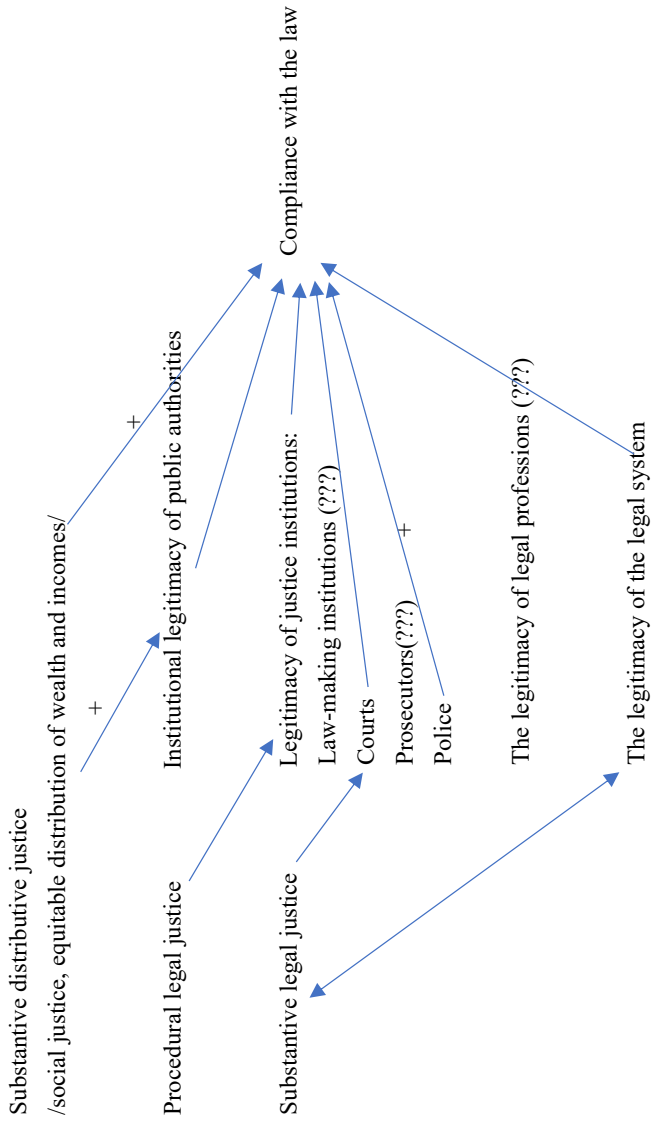 Substantive distributive justice
/social justice, equitable distribution of wealth and incomes/
+
+
Procedural legal justice
Institutional legitimacy of public authorities
Substantive legal justice
Legitimacy of justice institutions:
Compliance with the law
Law-making institutions (???)
Courts
Prosecutors(???)
+
Police
The legitimacy of legal professions (???)
The legitimacy of the legal system